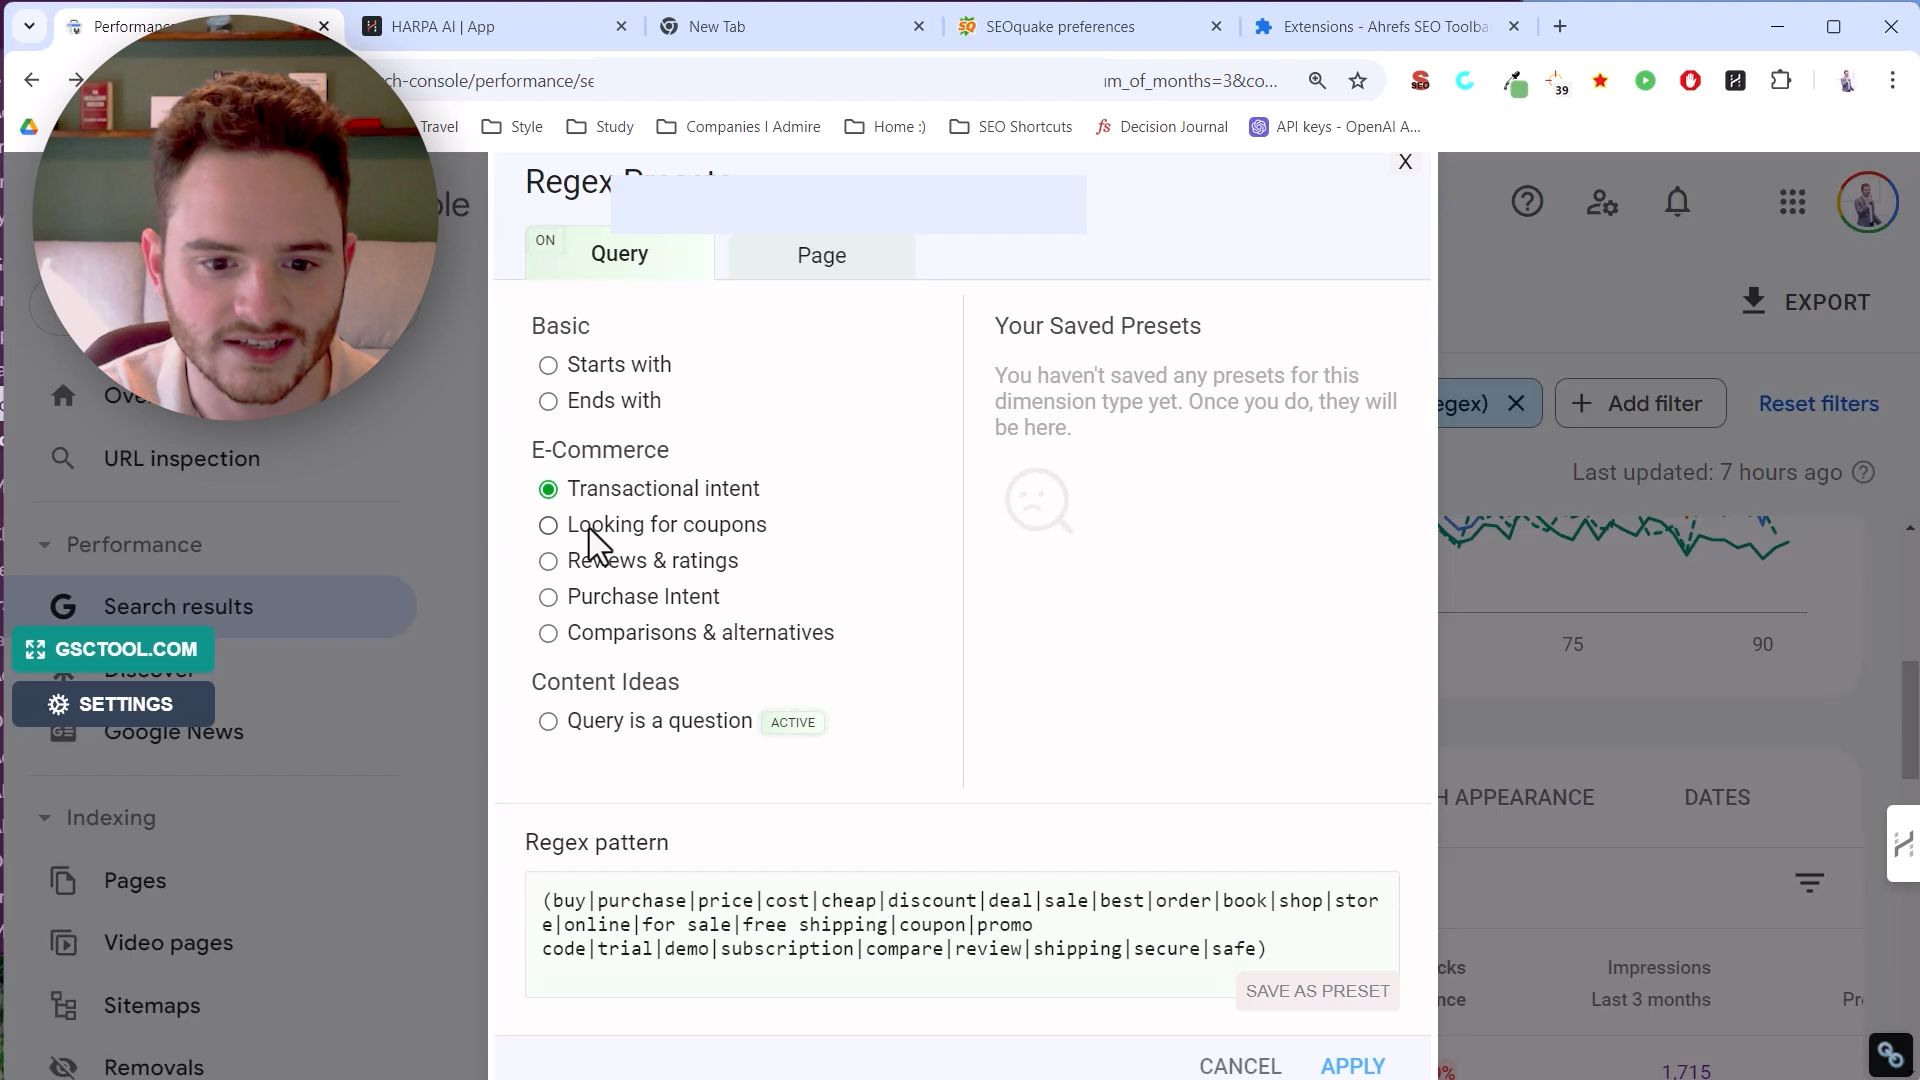 Performance
HARPA AI | App
New Tab
SEOquake preferences
Extensions - Ahrefs SEO Toolba
ch-console/performance/se
ım_of_months=3&co...
39
SEO
Travel
Style
Study
Companies I Admire
Home :)
SEO Shortcuts
fs Decision Journal
API keys - OpenAI A...
Regex
X
ON
Query
Page
EXPORT
Basic
Starts with
Ends with
E-Commerce
Transactional intent
Looking for coupons
Reviews & ratings
Purchase Intent
Comparisons & alternatives
Content Ideas
Query is a question
ACTIVE
Your Saved Presets
You haven't saved any presets for this
dimension type yet. Once you do, they will
be here.
egex)
Add filter
Reset filters
Last updated: 7 hours ago
75
90
URL inspection
Performance
Search results
GSCTOOL.COM
Discover
SETTINGS
Google News
Indexing
Pages
Video pages
Sitemaps
Removals
H APPEARANCE
DATES
Regex pattern
(buy|purchase|price|cost|cheap|discount|deal|sale|best|order|book|shop|stor
e|online|for sale|free shipping|coupon|promo
code|trial|demo|subscription|compare|review|shipping|secure|safe)
SAVE AS PRESET
CANCEL
APPLY
cks
nce
Impressions
Last 3 months
Pre
%
1,715